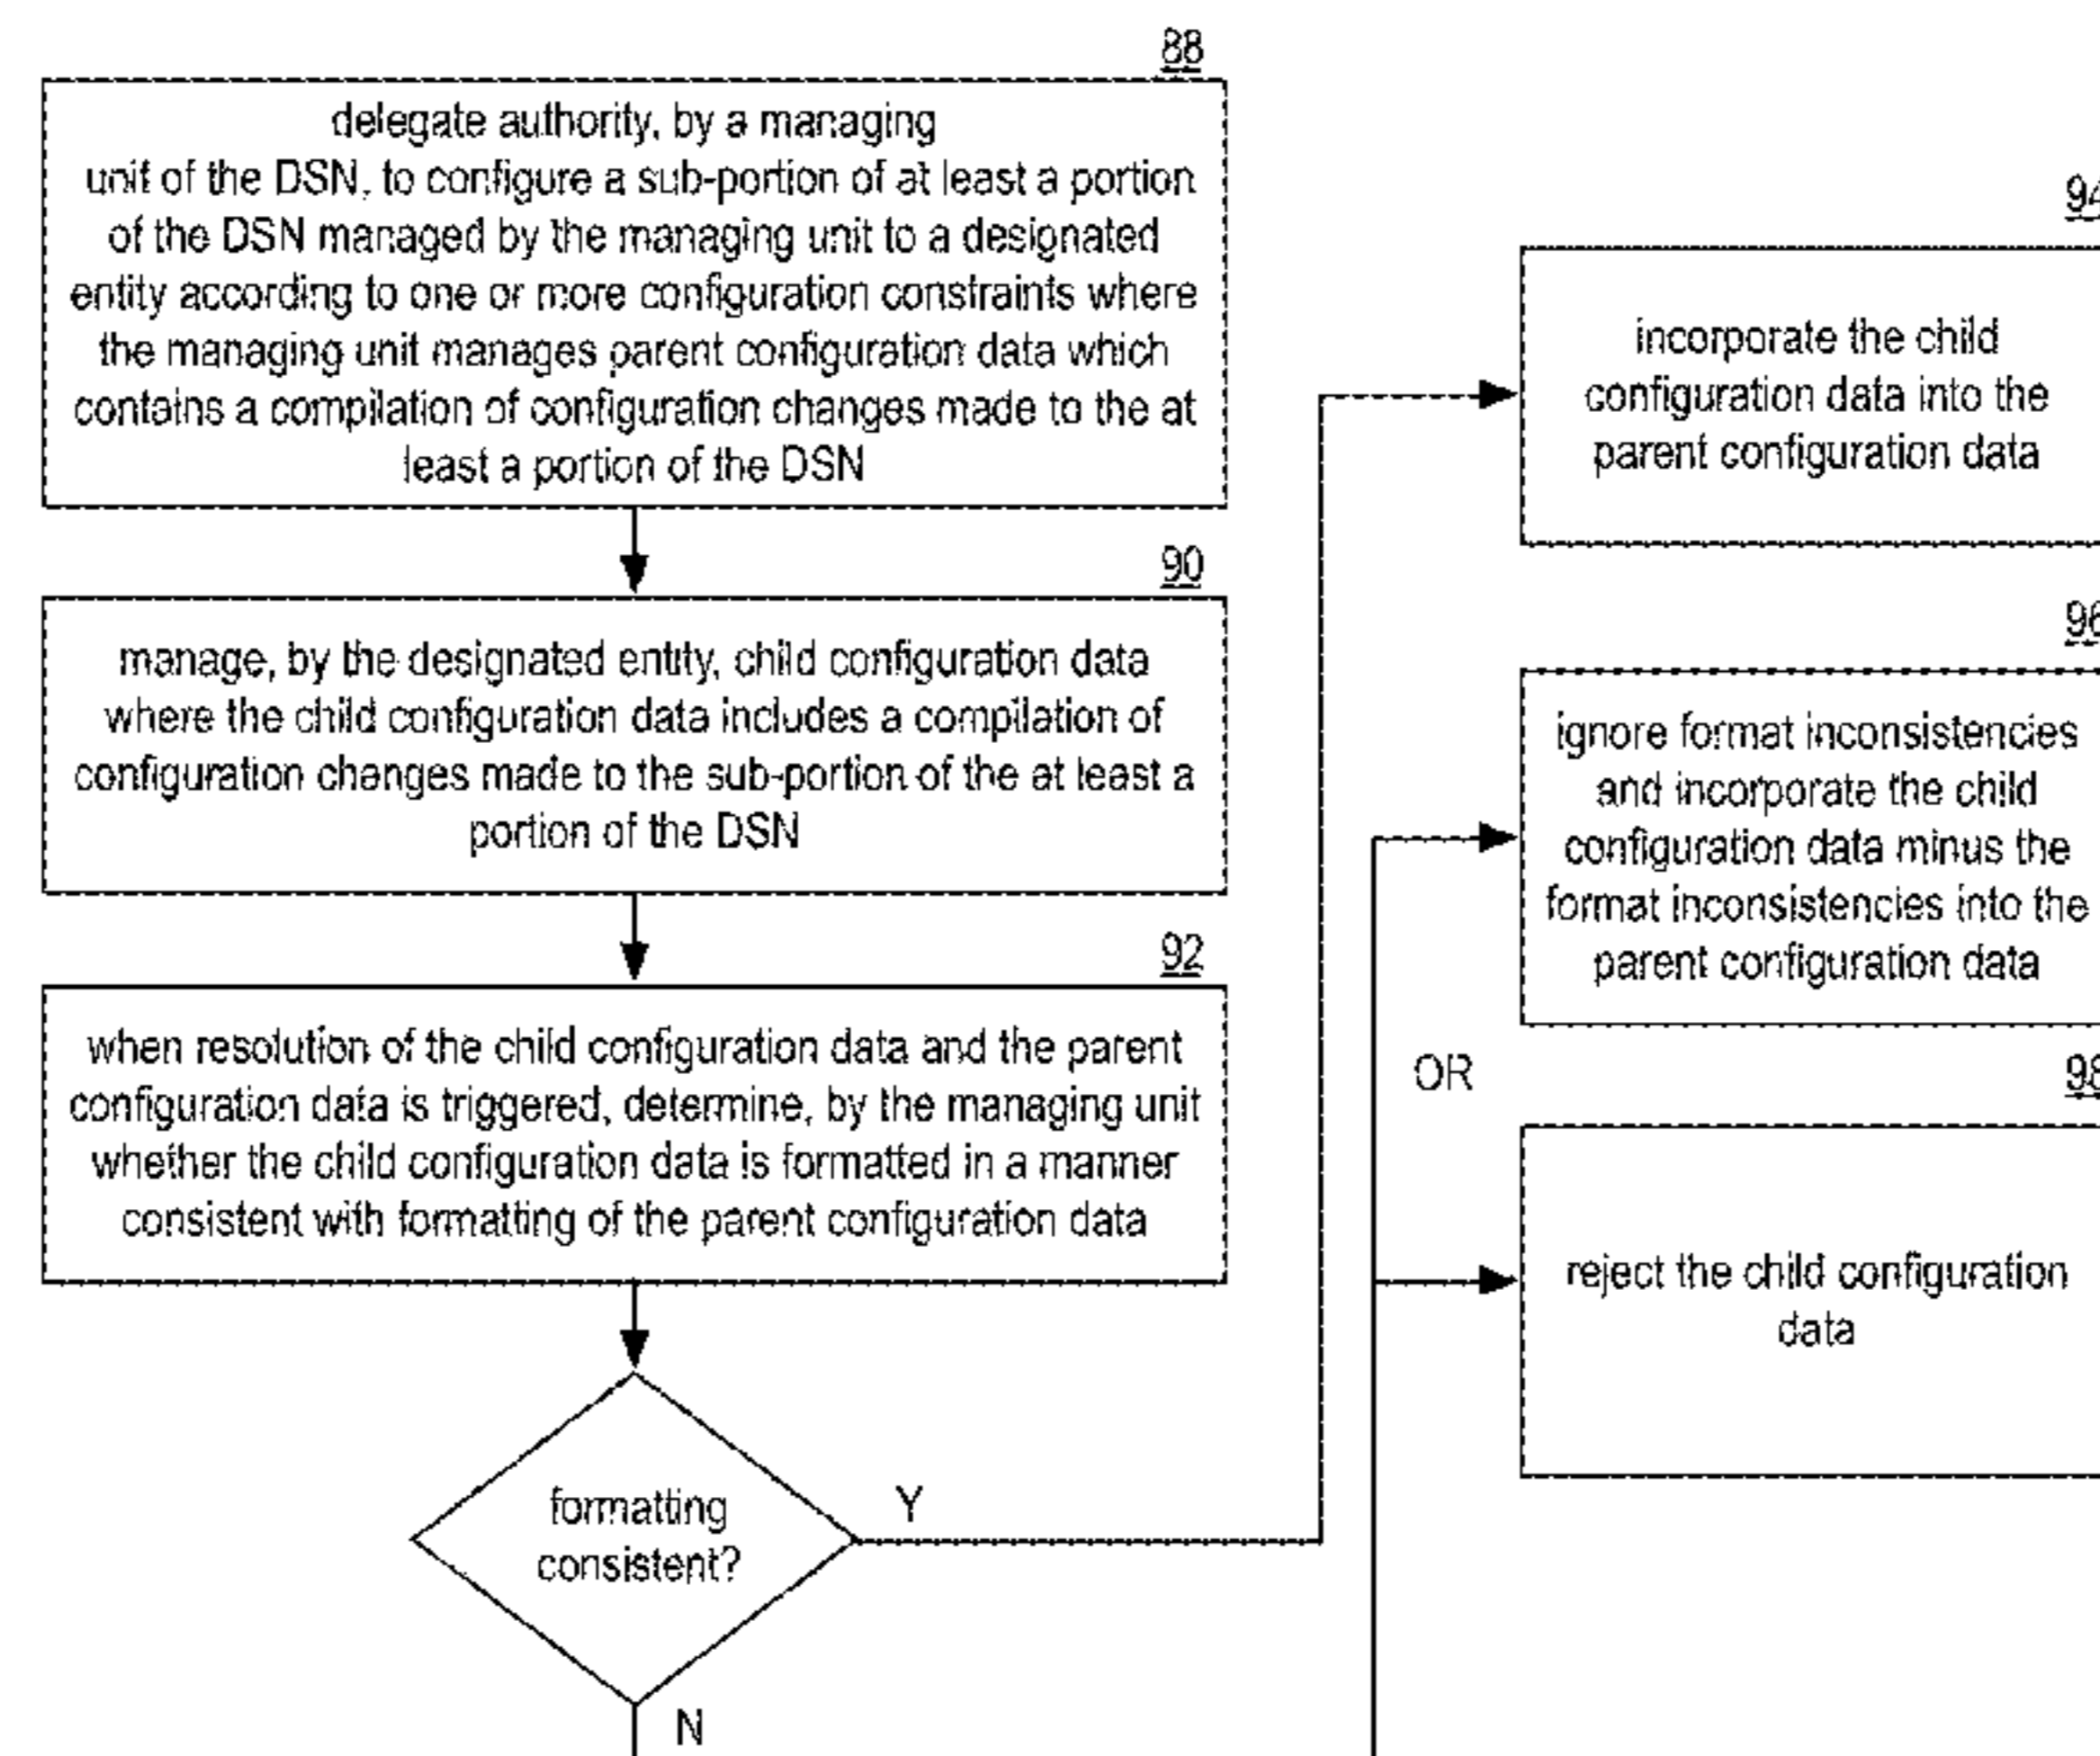 88
delegate authority, by a managing
unit of the DSN, to configure a sub-portion of at least a portion
of the DSN managed by the managing unit to a designated
entity according to one or more configuration constraints where
the managing unit manages parent configuration data which
contains a compilation of configuration changes made to the at
least a portion of the DSN
90
manage, by the designated entity, child configuration data
where the child configuration data includes a compilation of
configuration changes made to the sub-portion of the at least a
portion of the DSN
92
when resolution of the child configuration data and the parent
configuration data is triggered, determine, by the managing unit
whether the child configuration data is formatted in a manner
consistent with formatting of the parent configuration data
formatting
consistent?
Y
N
94
incorporate the child
configuration data into the
parent configuration data
96
ignore format inconsistencies
and incorporate the child
configuration data minus the
format inconsistencies into the
parent configuration data
OR
98
reject the child configuration
data